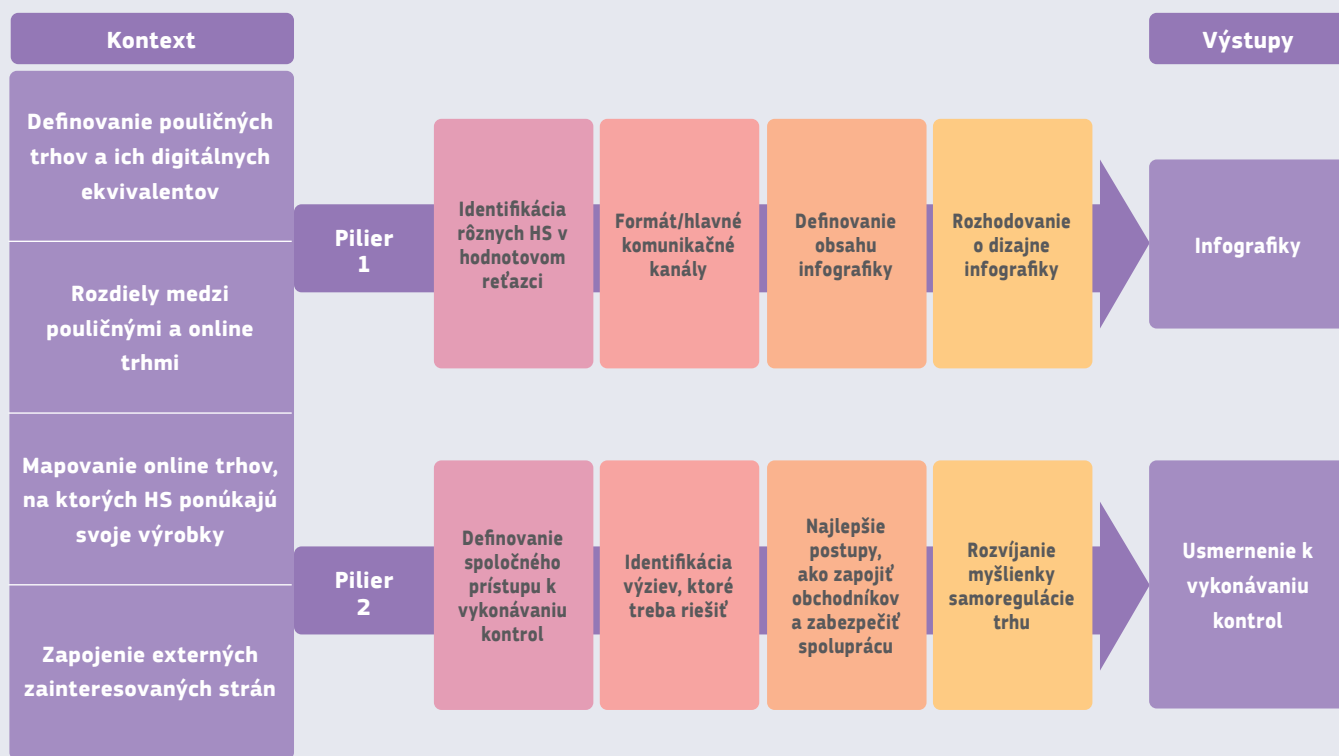 Kontext
Definovanie pouličných
trhov a ich digitálnych
ekvivalentov
Rozdiely medzi
pouličnými a online
trhmi
Mapovanie online trhov,
na ktorých HS ponúkajú
svoje výrobky
Zapojenie externých
zainteresovaných strán
Pilier
1
Identifikácia
rôznych HS v
hodnotovom
reťazci
Formát/hlavné
komunikačné
kanály
Definovanie
obsahu
infografiky
Rozhodovanie
o dizajne
infografiky
Pilier
2
Definovanie
spoločného
prístupu k
vykonávaniu
kontrol
Identifikácia
výziev, ktoré
treba riešiť
Najlepšie
postupy,
ako zapojiť
obchodníkov
a zabezpečiť
spoluprácu
Rozvíjanie
myšlienky
samoregulácie
trhu
Výstupy
Infografiky
Usmernenie k
vykonávaniu
kontrol